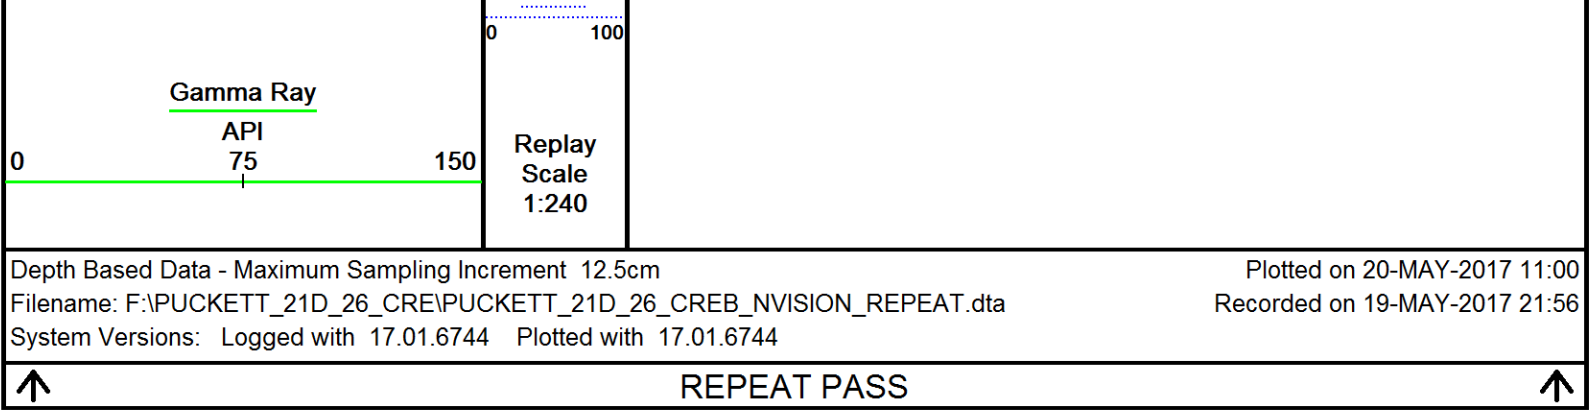 0 100
Gamma Ray
API
0 75 150
Replay
Scale
1:240
Depth Based Data - Maximum Sampling Increment 12.5cm
Plotted on 20-MAY-2017 11:00
Filename: F:\PUCKETT_21D_26_CRE\PUCKETT_21D_26_CREB_NVISION_REPEAT.dta
Recorded on 19-MAY-2017 21:56
System Versions: Logged with 17.01.6744 Plotted with 17.01.6744
REPEAT PASS